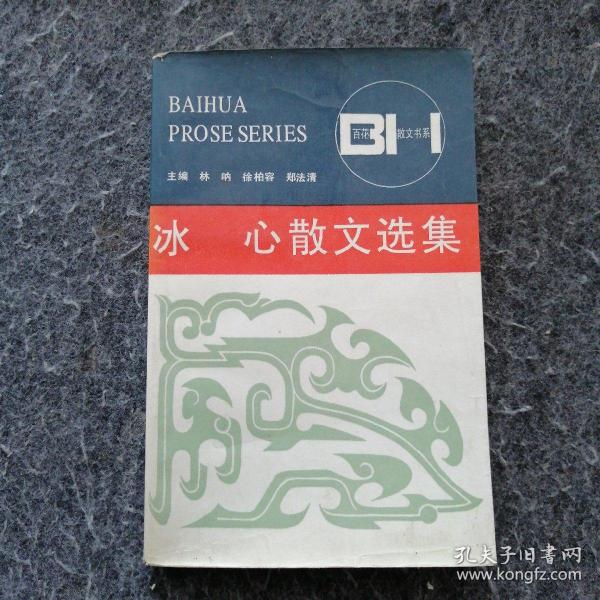 BAIHUA
PROSE SERIES
BH
百花 散文书系
主编 林呐 徐柏容 郑法清
冰 心散文选集
孔夫子旧书网
www.kongfz.com